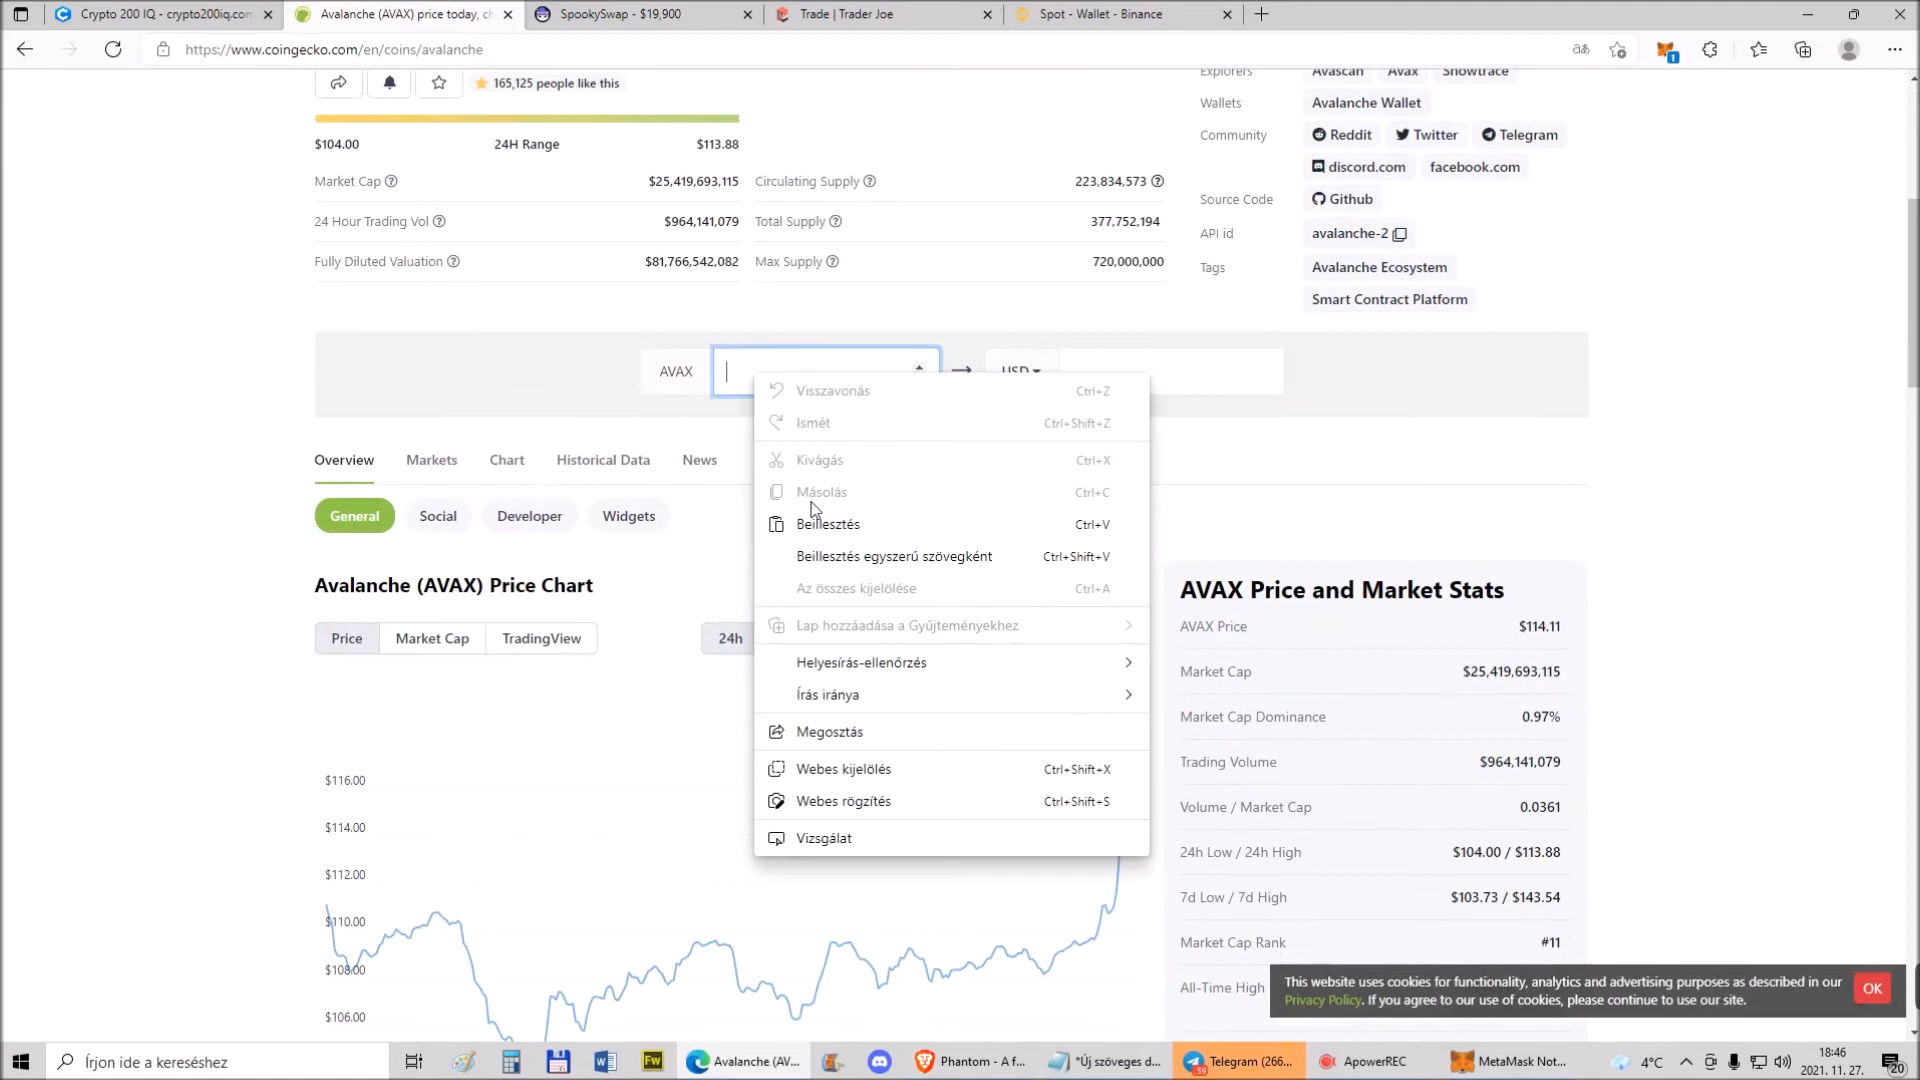 Crypto 200 IQ - crypto200iq.com
Avalanche (AVAX) price today, ch
SpookySwap - $19,900
Trade | Trader Joe
Spot - Wallet - Binance
https://www.coingecko.com/en/coins/avalanche
165,125 people like this
$104.00 24H Range $113.88
Market Cap $25,419,693,115
24 Hour Trading Vol $964,141,079
Fully Diluted Valuation $81,766,542,082
Circulating Supply 223,834,573
Total Supply 377,752,194
Max Supply 720,000,000
Explorers Avascan Avax Snowtrace
Wallets Avalanche Wallet
Community Reddit Twitter Telegram
discord.com facebook.com
Source Code Github
API id avalanche-2
Tags Avalanche Ecosystem
Smart Contract Platform
AVAX USD
Visszavonás Ctrl+Z
Ismét Ctrl+Shift+Z
Kivágás Ctrl+X
Másolás Ctrl+C
Beillesztés Ctrl+V
Beillesztés egyszerű szövegként Ctrl+Shift+V
Az összes kijelölése Ctrl+A
Lap hozzáadása a Gyűjteményekhez
Helyesírás-ellenőrzés
Írás iránya
Megosztás
Webes kijelölés Ctrl+Shift+X
Webes rögzítés Ctrl+Shift+S
Vizsgálat
Overview Markets Chart Historical Data News
General Social Developer Widgets
Avalanche (AVAX) Price Chart
Price Market Cap TradingView 24h
$116.00
$114.00
$112.00
$110.00
$108.00
$106.00
AVAX Price and Market Stats
AVAX Price $114.11
Market Cap $25,419,693,115
Market Cap Dominance 0.97%
Trading Volume $964,141,079
Volume / Market Cap 0.0361
24h Low / 24h High $104.00 / $113.88
7d Low / 7d High $103.73 / $143.54
Market Cap Rank #11
All-Time High
This website uses cookies for functionality, analytics and advertising purposes as described in our
Privacy Policy. If you agree to our use of cookies, please continue to use our site.
OK
Írjon ide a kereséshez
Fw
Avalanche (AV...
Phantom - A f...
*Új szöveges d...
59
Telegram (266...
ApowerREC
MetaMask Not...
4°C
18:46
2021. 11. 27.
20
1